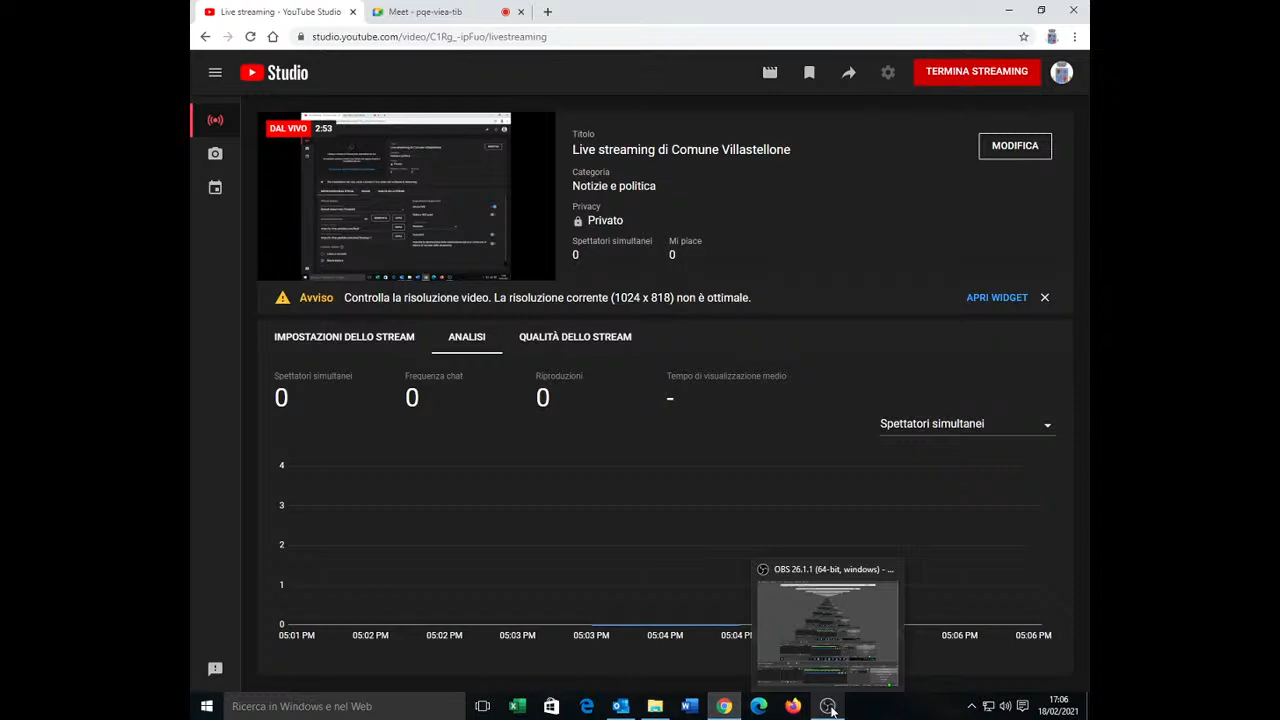 Live streaming - YouTube Studio
Meet - pqe-viea-tib
studio.youtube.com/video/C1Rg_-ipFuo/livestreaming
Studio
TERMINA STREAMING
DAL VIVO 2:53
Titolo
Live streaming di Comune Villastellone
MODIFICA
Categoria
Notizie e politica
Privacy
Privato
Spettatori simultanei Mi piace
0 0
Avviso Controlla la risoluzione video. La risoluzione corrente (1024 x 818) non è ottimale.
APRI WIDGET
IMPOSTAZIONI DELLO STREAM ANALISI QUALITÀ DELLO STREAM
Spettatori simultanei Frequenza chat Riproduzioni Tempo di visualizzazione medio
0 0 0 -
Spettatori simultanei
4
3
2
1
0
OBS 26.1.1 (64-bit, windows) - ...
05:01 PM 05:02 PM 05:02 PM 05:03 PM 05:03 PM 05:04 PM 05:04 PM 05:06 PM 05:06 PM
Ricerca in Windows e nel Web
17:06
18/02/2021